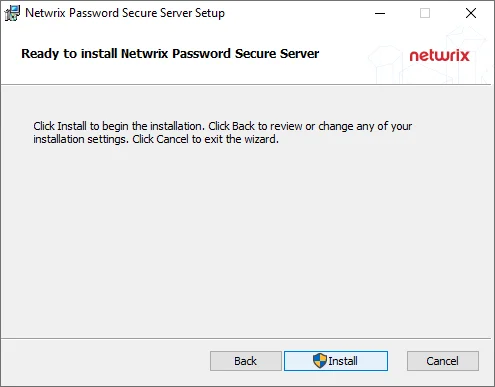 Netwrix Password Secure Server Setup
Ready to install Netwrix Password Secure Server
netwrix
Click Install to begin the installation. Click Back to review or change any of your
installation settings. Click Cancel to exit the wizard.
Back
Install
Cancel